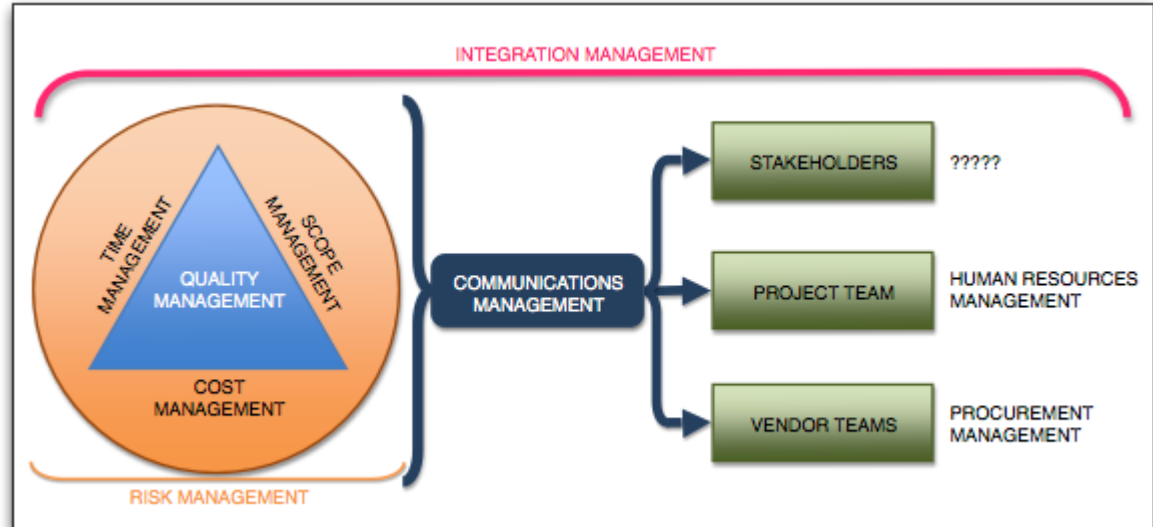 INTEGRATION MANAGEMENT
TIME
MANAGEMENT
SCOPE
MANAGEMENT
QUALITY
MANAGEMENT
COST
MANAGEMENT
RISK MANAGEMENT
COMMUNICATIONS
MANAGEMENT
STAKEHOLDERS
?????
PROJECT TEAM
HUMAN RESOURCES
MANAGEMENT
VENDOR TEAMS
PROCUREMENT
MANAGEMENT